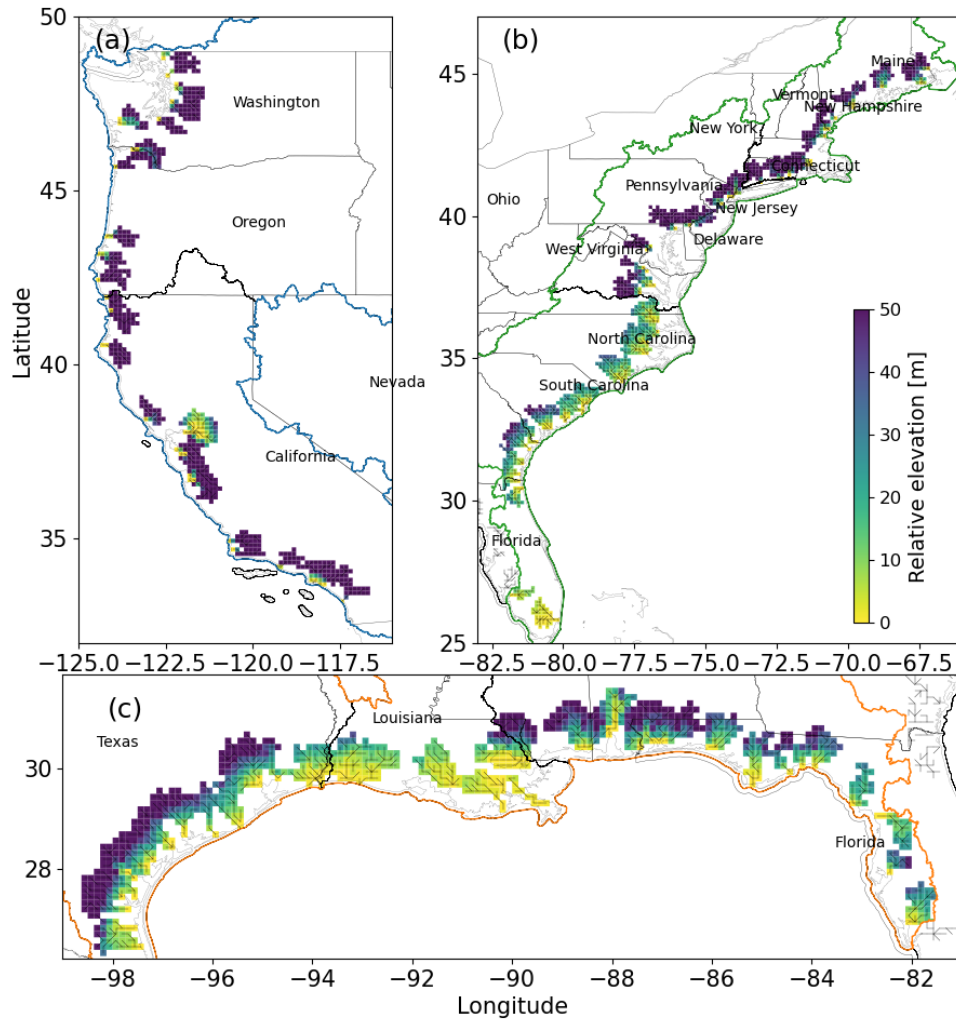 (a)
50
45
40
35
Latitude
Washington
Oregon
Nevada
California
−125.0
−122.5
−120.0
−117.5
(b)
45
40
35
30
25
Maine
Vermont
New Hampshire
New York
Connecticut
Pennsylvania
Ohio
New Jersey
Delaware
West Virginia
North Carolina
South Carolina
Florida
−82.5
−80.0
−77.5
−75.0
−72.5
−70.0
−67.5
50
40
30
20
10
0
Relative elevation [m]
(c)
Texas
Louisiana
Florida
30
28
−98
−96
−94
−92
−90
−88
−86
−84
−82
Longitude